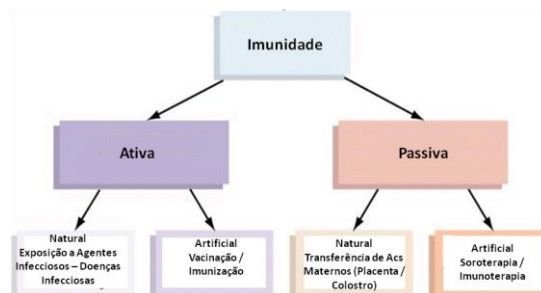 Imunidade
Ativa
Passiva
Natural
Exposição a Agentes
Infecciosos – Doenças
Infecciosas
Artificial
Vacinação /
Imunização
Natural
Transferência de Acs
Maternos (Placenta /
Colostro)
Artificial
Soroterapia /
Imunoterapia